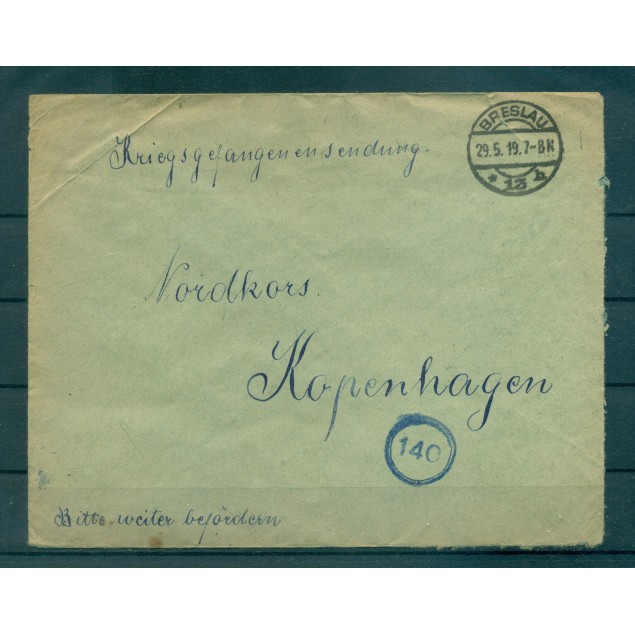 BRESLAU
29.5.19.7-8N
* 13 h
Kriegsgefangenensendung.
Nordkors.
Kopenhagen
140
Bitte weiter befördern